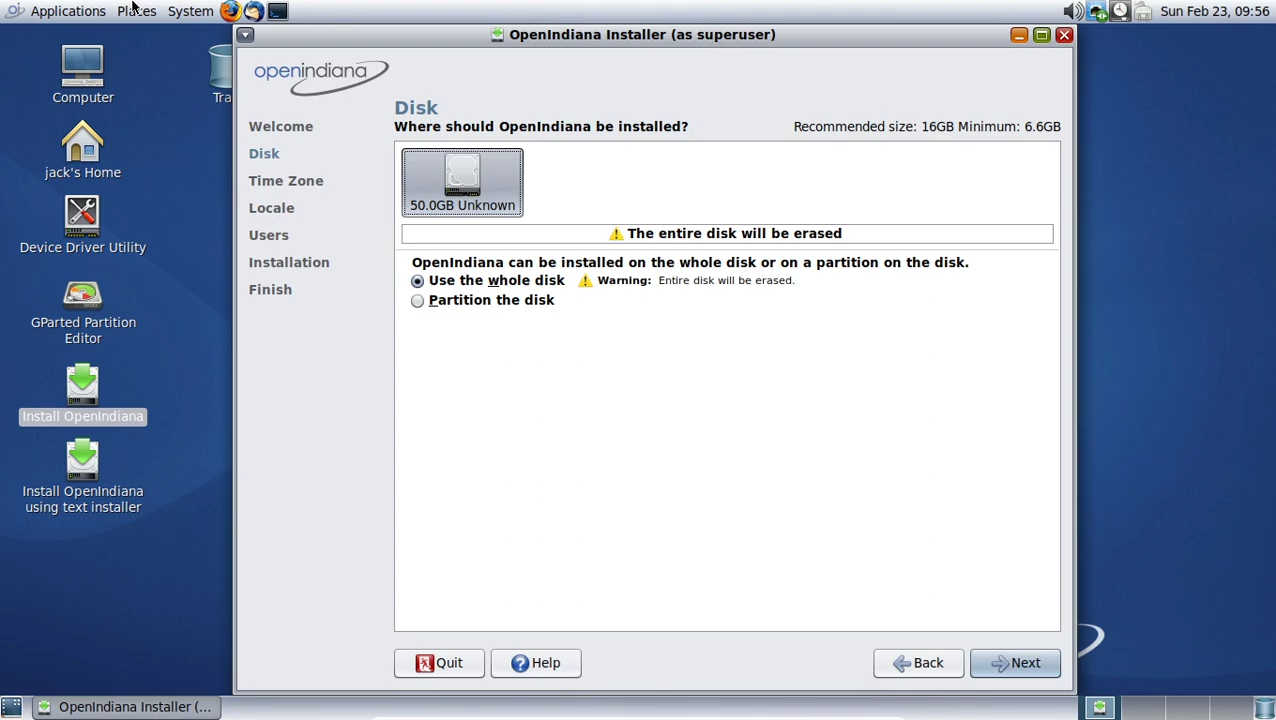 Applications Places System Sun Feb 23, 09:56
OpenIndiana Installer (as superuser)
Computer
jack's Home
Device Driver Utility
GParted Partition
Editor
Install OpenIndiana
Install OpenIndiana
using text installer
Tra
openindiana
Welcome
Disk
Time Zone
Locale
Users
Installation
Finish
Disk
Where should OpenIndiana be installed? Recommended size: 16GB Minimum: 6.6GB
50.0GB Unknown
The entire disk will be erased
OpenIndiana can be installed on the whole disk or on a partition on the disk.
Use the whole disk Warning: Entire disk will be erased.
Partition the disk
Quit Help Back Next
OpenIndiana Installer (...